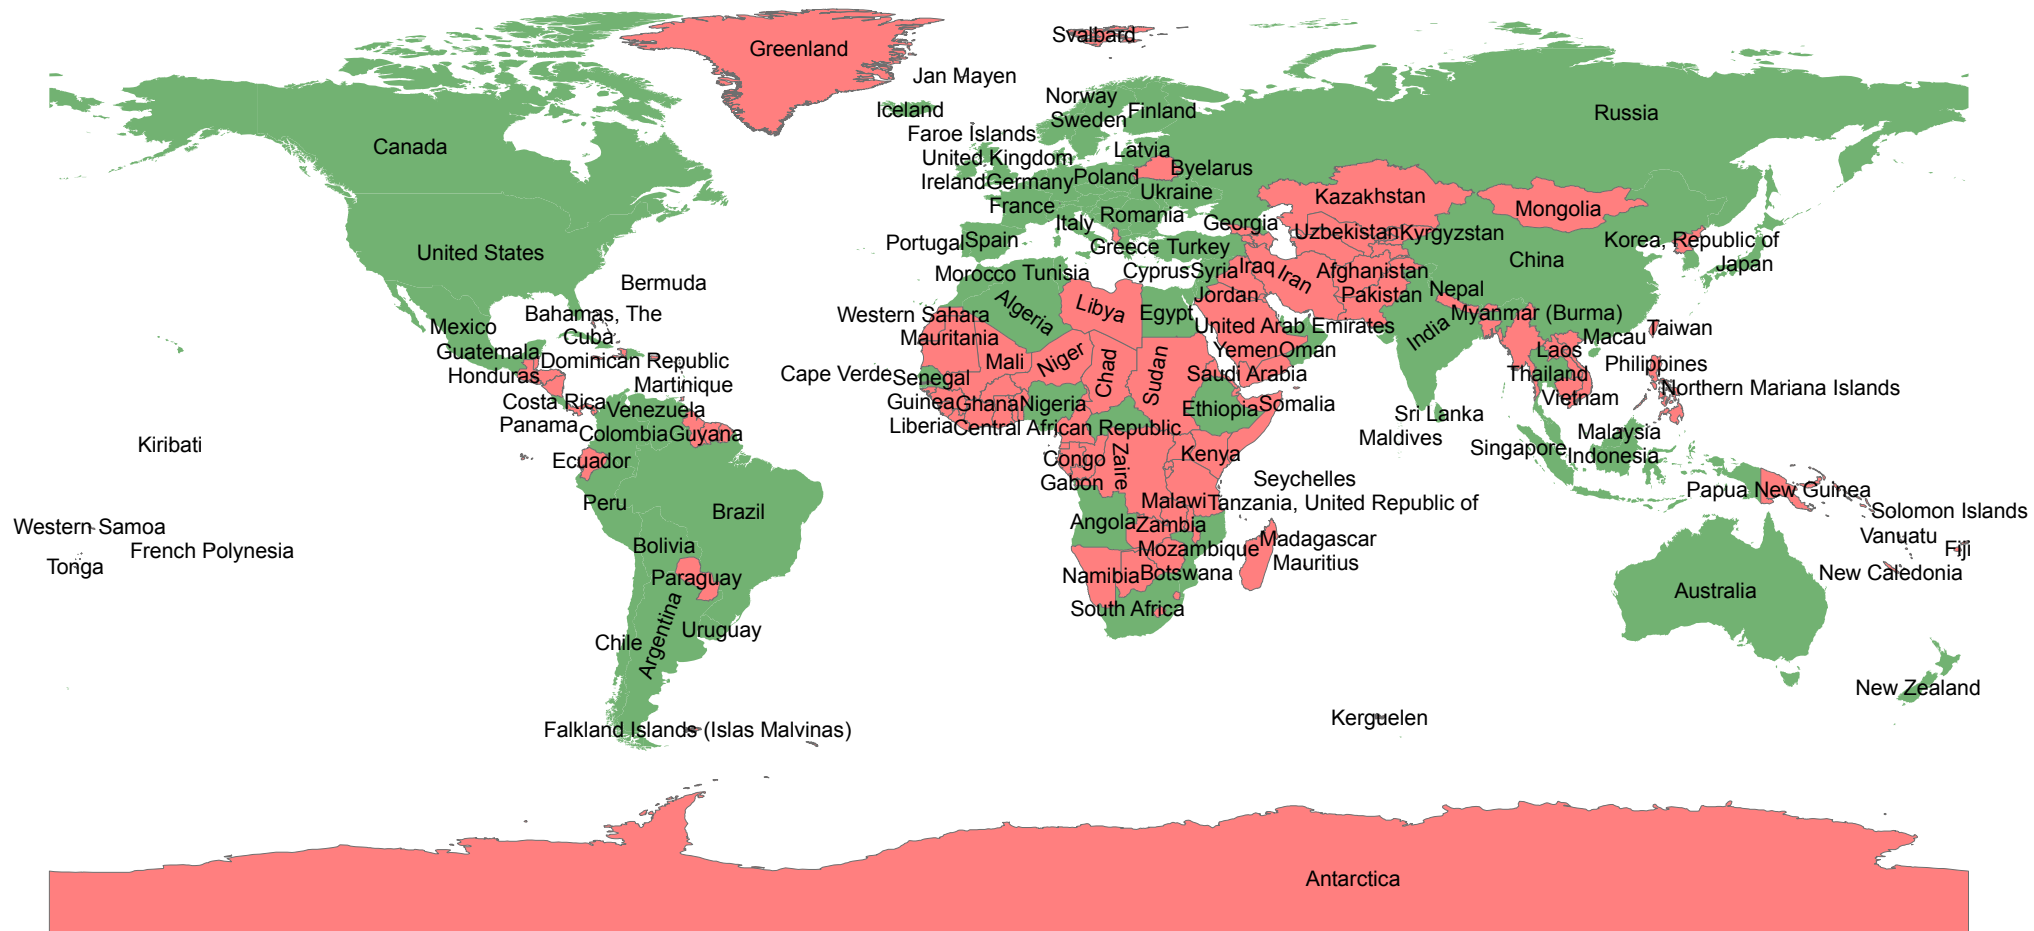 Greenland
Svalbard
Jan Mayen
Norway
Iceland
Finland
Russia
Sweden
Faroe Islands
Canada
Latvia
United Kingdom
Byelarus
Poland
Ireland
Germany
Ukraine
Kazakhstan
France
Mongolia
Romania
Italy
Georgia
Uzbekistan
Kyrgyzstan
Portugal
Spain
Greece
Turkey
Korea, Republic of
United States
China
Japan
Morocco
Tunisia
Cyprus
Syria
Iraq
Iran
Afghanistan
Bermuda
Nepal
Jordan
Pakistan
Libya
Algeria
Egypt
Bahamas, The
Western Sahara
Myanmar (Burma)
Mexico
United Arab Emirates
India
Taiwan
Cuba
Mauritania
Macau
Guatemala
Yemen
Oman
Laos
Dominican Republic
Mali
Niger
Chad
Sudan
Philippines
Honduras
Cape Verde
Senegal
Saudi Arabia
Thailand
Martinique
Northern Mariana Islands
Vietnam
Costa Rica
Venezuela
Guinea
Ghana
Nigeria
Ethiopia
Somalia
Sri Lanka
Panama
Liberia
Central African Republic
Colombia
Guyana
Maldives
Malaysia
Kiribati
Singapore
Indonesia
Ecuador
Congo
Zaire
Kenya
Gabon
Seychelles
Papua New Guinea
Peru
Malawi
Tanzania, United Republic of
Brazil
Solomon Islands
Western Samoa
Angola
Zambia
Vanuatu
Bolivia
French Polynesia
Mozambique
Madagascar
Fiji
Tonga
Mauritius
Paraguay
Namibia
Botswana
New Caledonia
Australia
South Africa
Argentina
Uruguay
Chile
New Zealand
Kerguelen
Falkland Islands (Islas Malvinas)
Antarctica